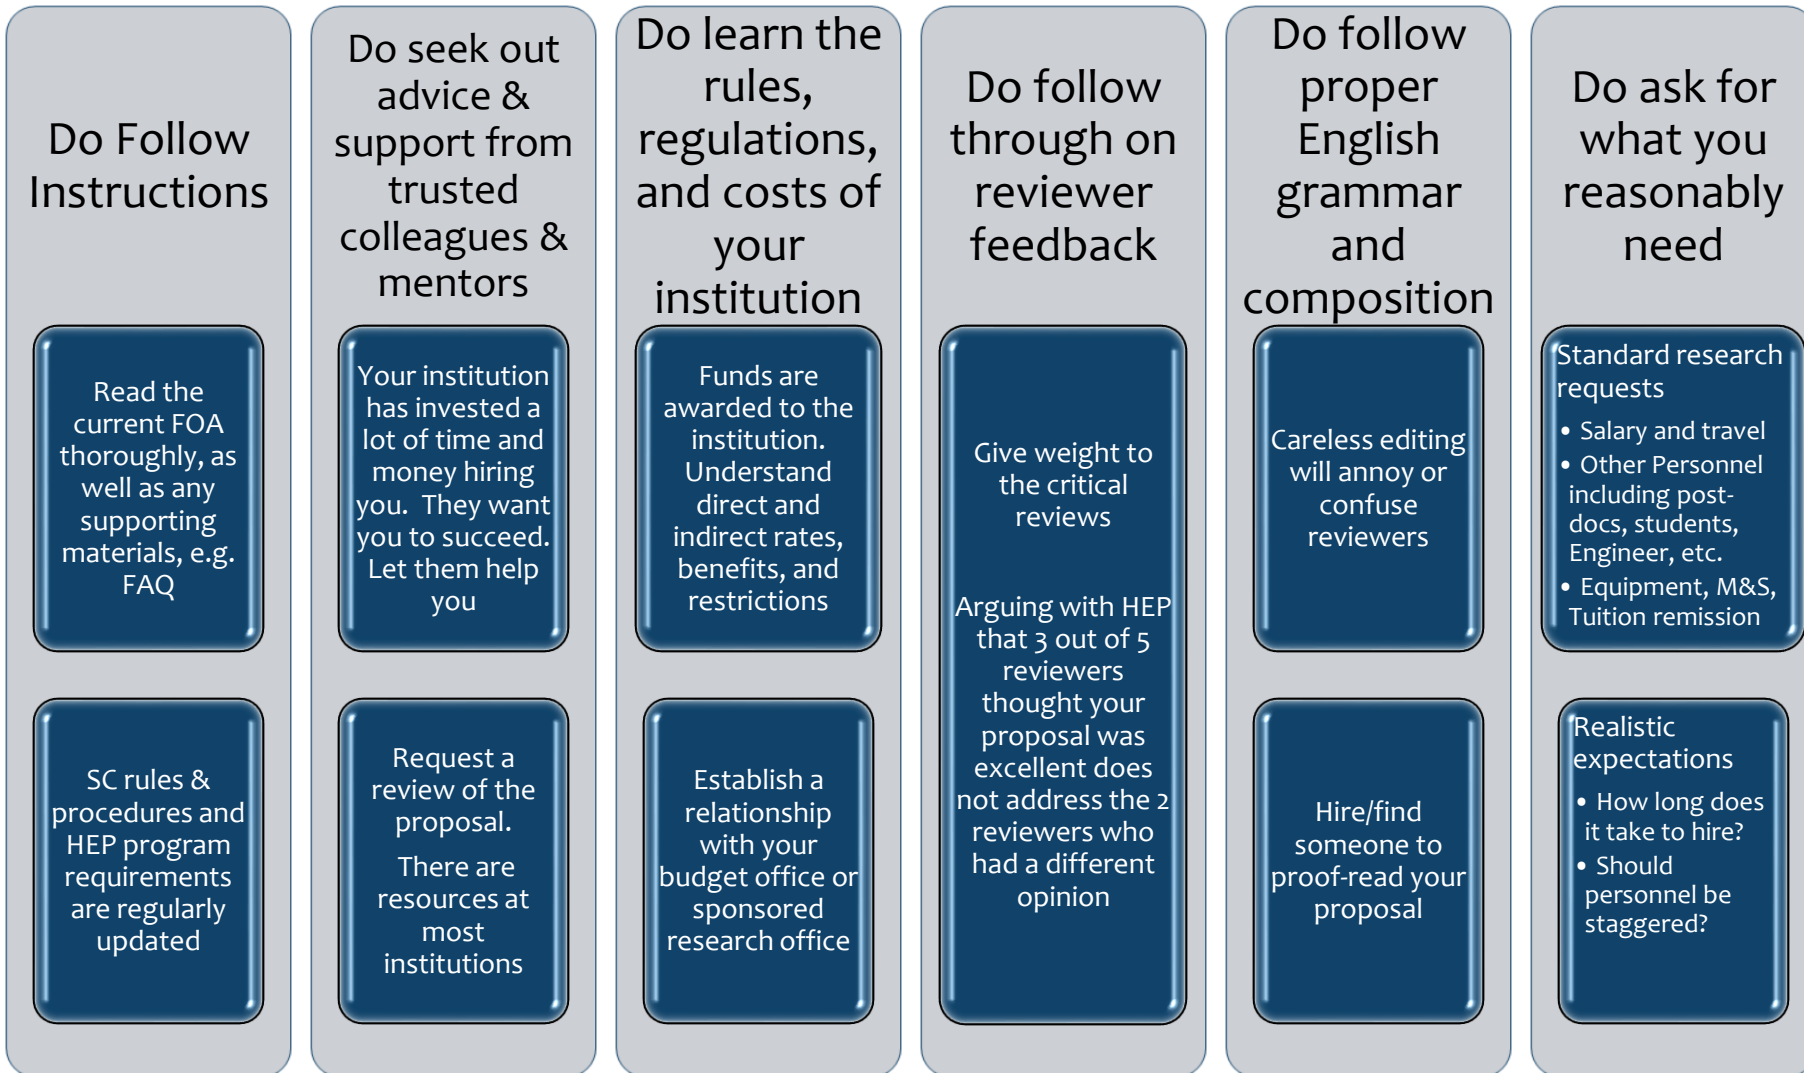 Do Follow
Instructions
Read the
current FOA
thoroughly, as
well as any
supporting
materials, e.g.
FAQ
SC rules &
procedures and
HEP program
requirements
are regularly
updated
Do seek out
advice &
support from
trusted
colleagues &
mentors
Your institution
has invested a
lot of time and
money hiring
you. They want
you to succeed.
Let them help
you
Request a
review of the
proposal.
There are
resources at
most
institutions
Do learn the
rules,
regulations,
and costs of
your
institution
Funds are
awarded to the
institution.
Understand
direct and
indirect rates,
benefits, and
restrictions
Establish a
relationship
with your
budget office or
sponsored
research office
Do follow
through on
reviewer
feedback
Give weight to
the critical
reviews
Arguing with HEP
that 3 out of 5
reviewers
thought your
proposal was
excellent does
not address the 2
reviewers who
had a different
opinion
Do follow
proper
English
grammar
and
composition
Careless editing
will annoy or
confuse
reviewers
Hire/find
someone to
proof-read your
proposal
Do ask for
what you
reasonably
need
Standard research
requests
• Salary and travel
• Other Personnel
including post-
docs, students,
Engineer, etc.
• Equipment, M&S,
Tuition remission
Realistic
expectations
• How long does
it take to hire?
• Should
personnel be
staggered?